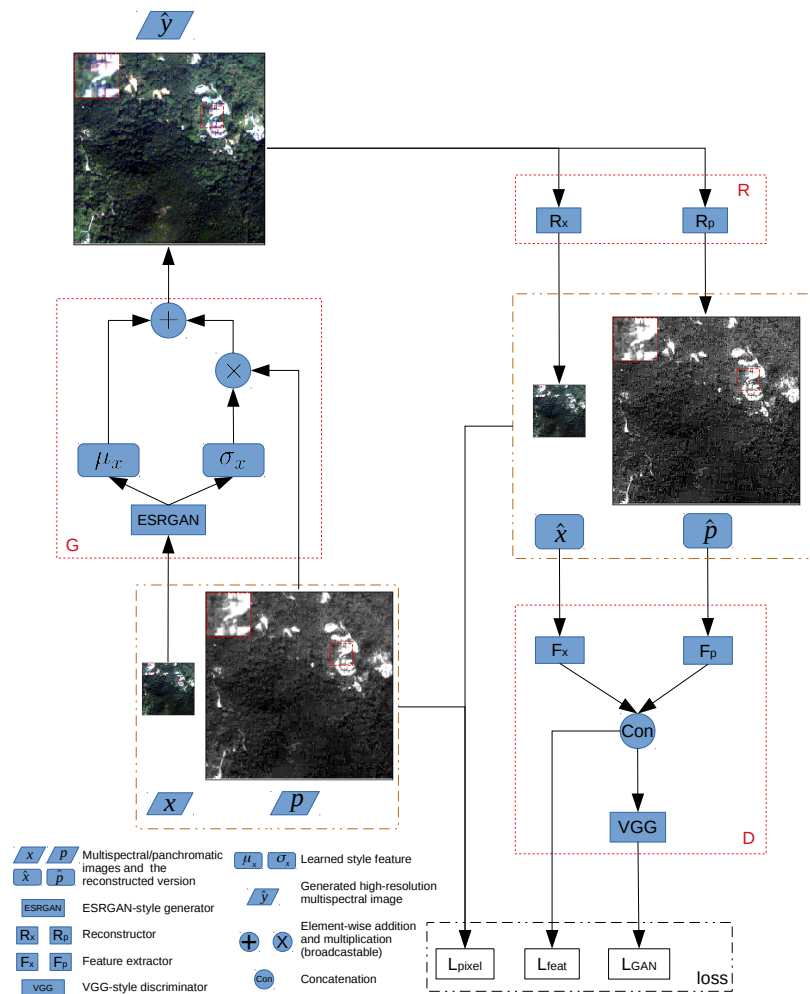 ŷ
R
Rx
Rp
+
×
μx
σx
ESRGAN
G
x̂
p̂
Fx
Fp
Con
VGG
D
x
p
Lpixel
Lfeat
LGAN
loss
x p
x̂ p̂
Multispectral/panchromatic
images and the
reconstructed version
ESRGAN
ESRGAN-style generator
Rx Rp
Reconstructor
Fx Fp
Feature extractor
VGG
VGG-style discriminator
μx σx
Learned style feature
ŷ
Generated high-resolution
multispectral image
+ ×
Element-wise addition
and multiplication
(broadcastable)
Con
Concatenation